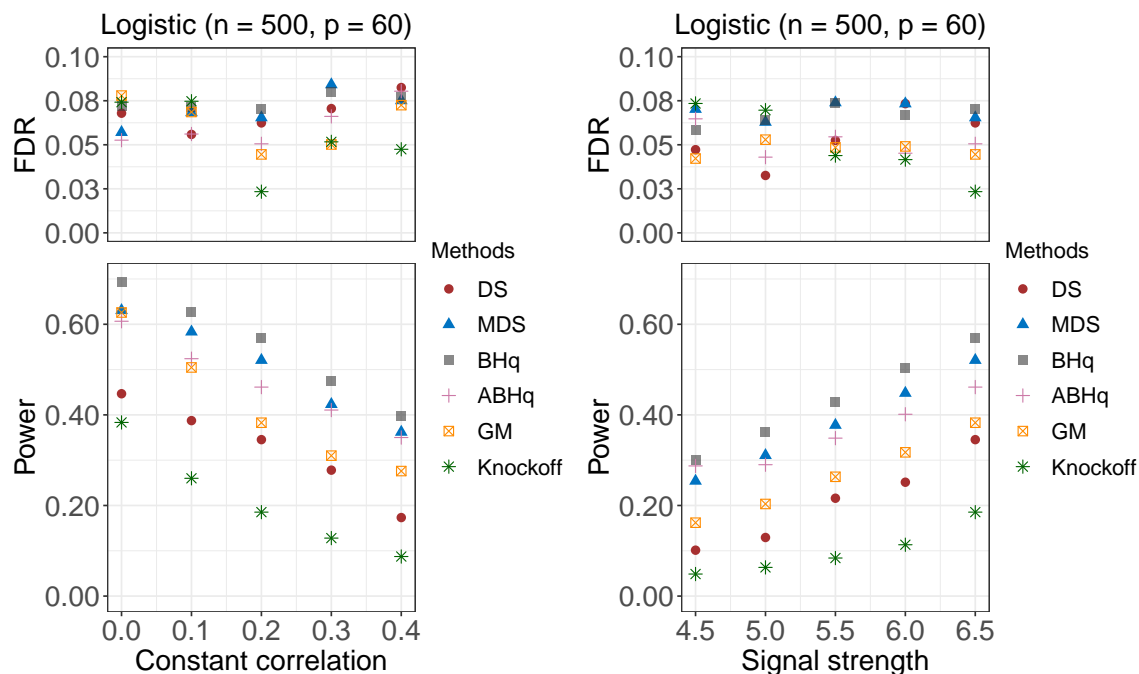 Logistic (n = 500, p = 60)
0.10
0.08
0.05
0.03
0.00
FDR
0.60
0.40
0.20
0.00
Power
0.0 0.1 0.2 0.3 0.4
Constant correlation
Methods
DS
MDS
BHq
ABHq
GM
Knockoff
Logistic (n = 500, p = 60)
0.10
0.08
0.05
0.03
0.00
FDR
0.60
0.40
0.20
0.00
Power
4.5 5.0 5.5 6.0 6.5
Signal strength
Methods
DS
MDS
BHq
ABHq
GM
Knockoff